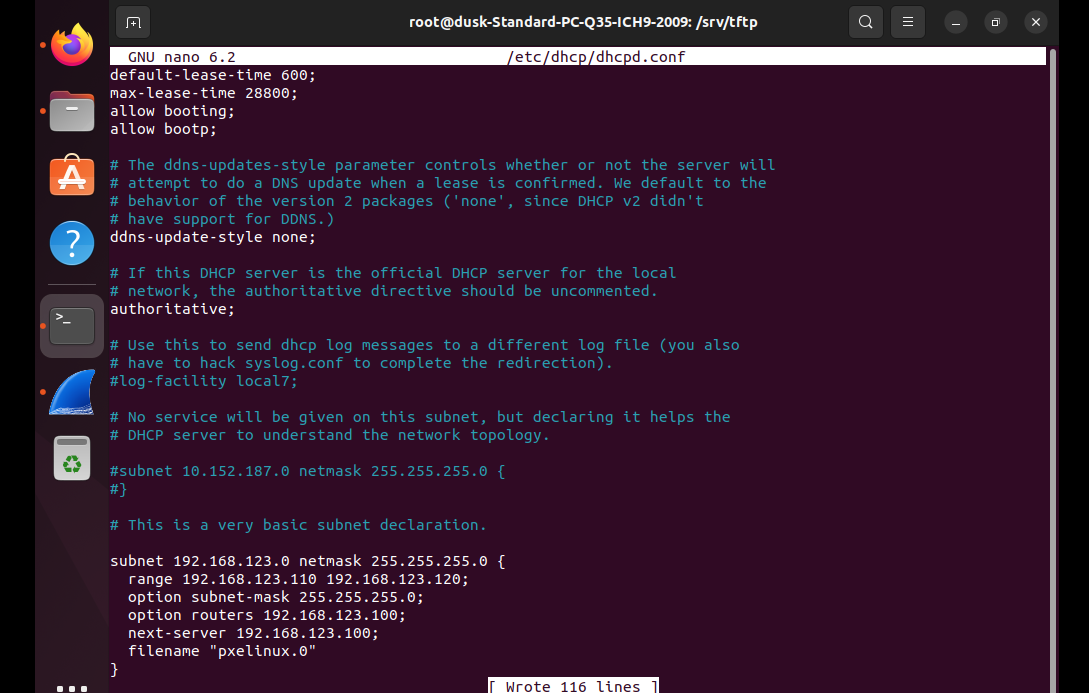 root@dusk-Standard-PC-Q35-ICH9-2009: /srv/tftp
GNU nano 6.2 /etc/dhcp/dhcpd.conf
default-lease-time 600;
max-lease-time 28800;
allow booting;
allow bootp;
# The ddns-updates-style parameter controls whether or not the server will
# attempt to do a DNS update when a lease is confirmed. We default to the
# behavior of the version 2 packages ('none', since DHCP v2 didn't
# have support for DDNS.)
ddns-update-style none;
# If this DHCP server is the official DHCP server for the local
# network, the authoritative directive should be uncommented.
authoritative;
# Use this to send dhcp log messages to a different log file (you also
# have to hack syslog.conf to complete the redirection).
#log-facility local7;
# No service will be given on this subnet, but declaring it helps the
# DHCP server to understand the network topology.
#subnet 10.152.187.0 netmask 255.255.255.0 {
#}
# This is a very basic subnet declaration.
subnet 192.168.123.0 netmask 255.255.255.0 {
  range 192.168.123.110 192.168.123.120;
  option subnet-mask 255.255.255.0;
  option routers 192.168.123.100;
  next-server 192.168.123.100;
  filename "pxelinux.0"
}
[ Wrote 116 lines ]